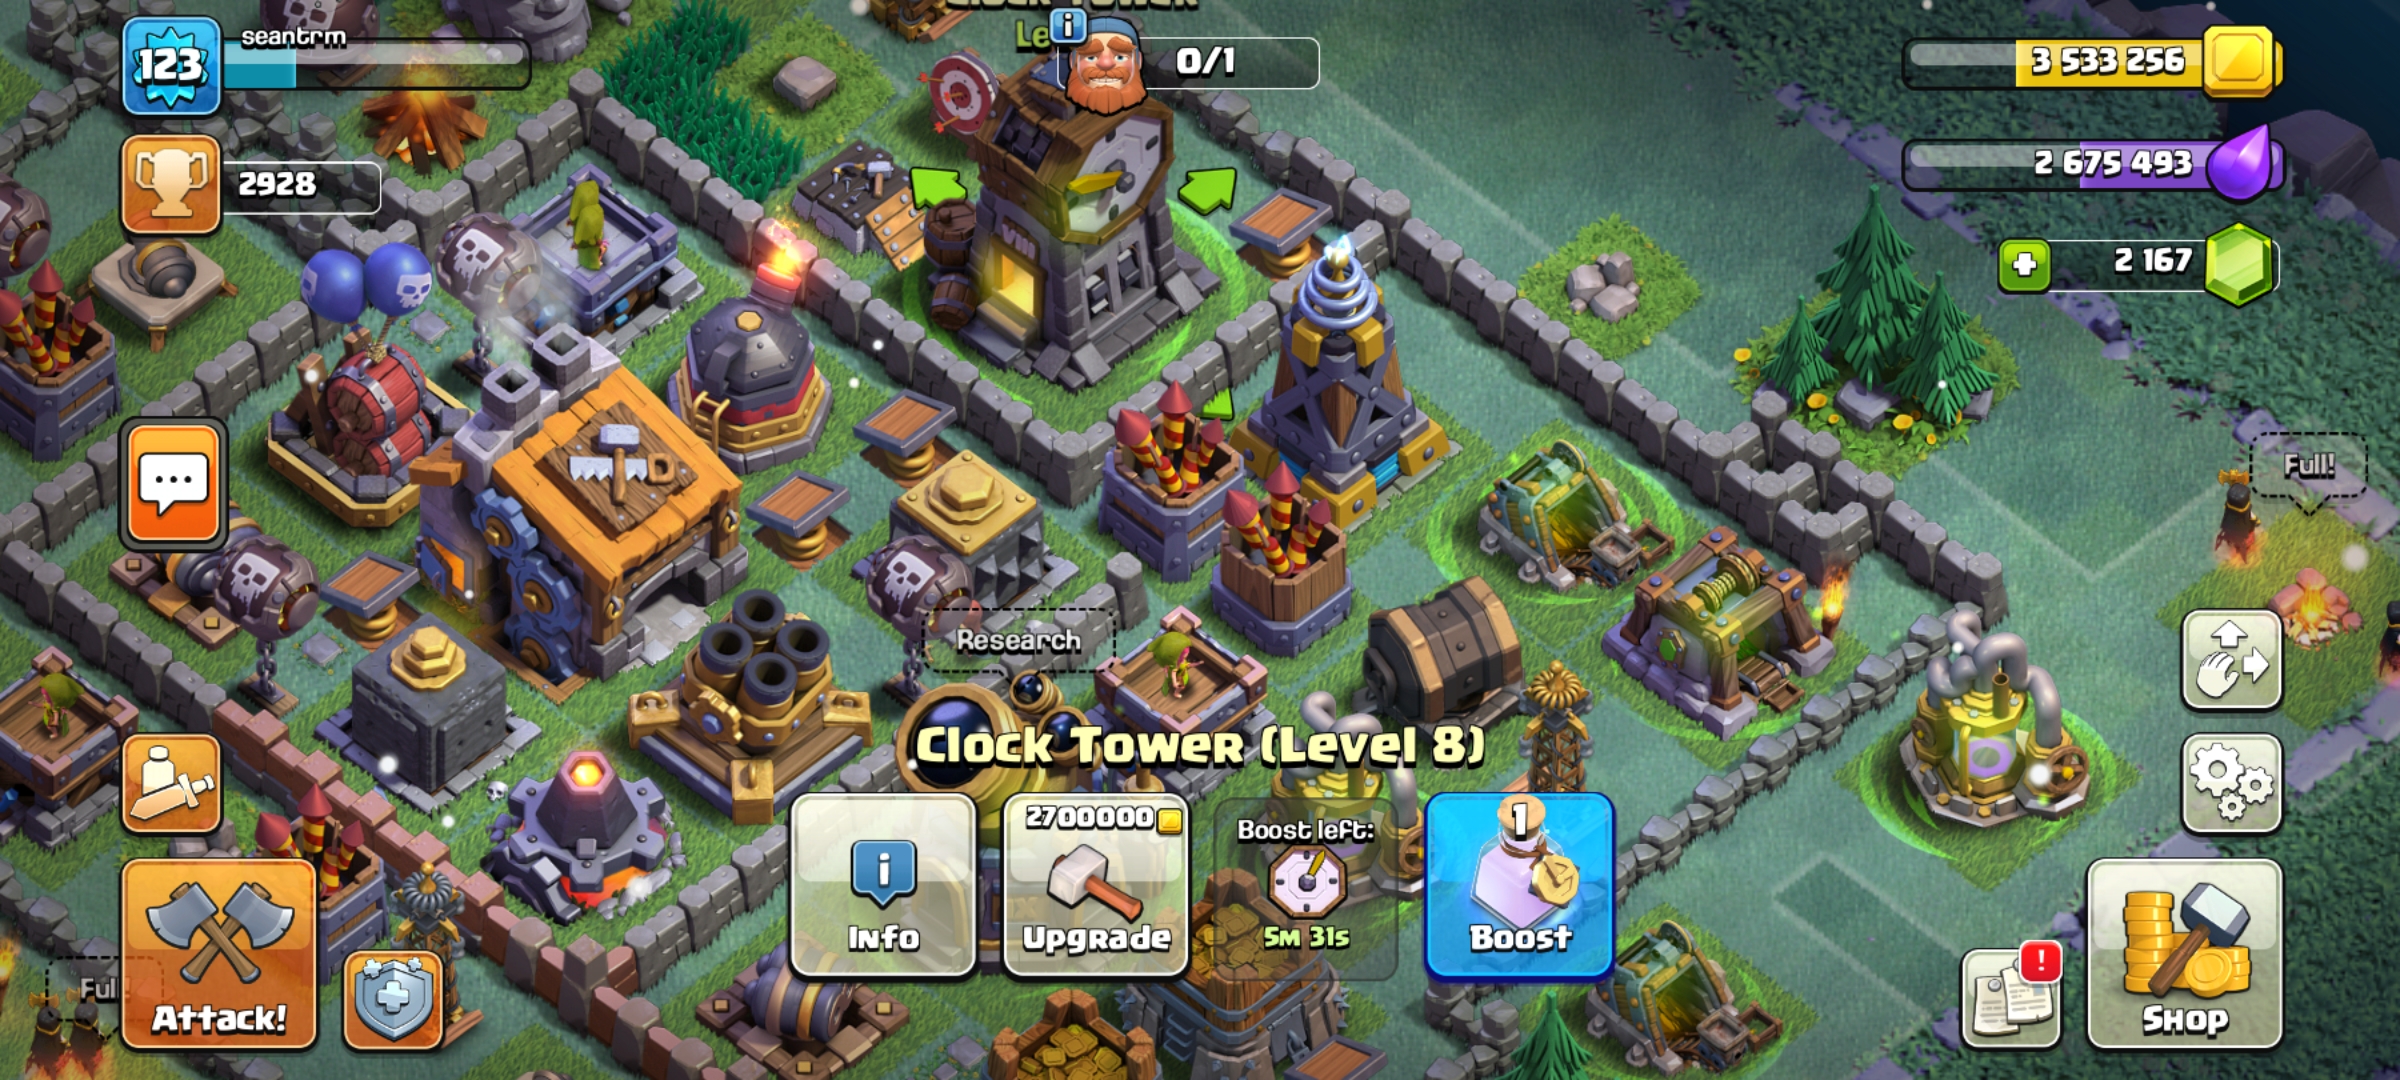 seantrm
123
0/1
3 533 256
2928
2 675 493
2 167
VIII
Full!
Research
Clock Tower (Level 8)
2700000
Boost left:
1
Info
Upgrade
5m 31s
Boost
Attack!
!
Shop